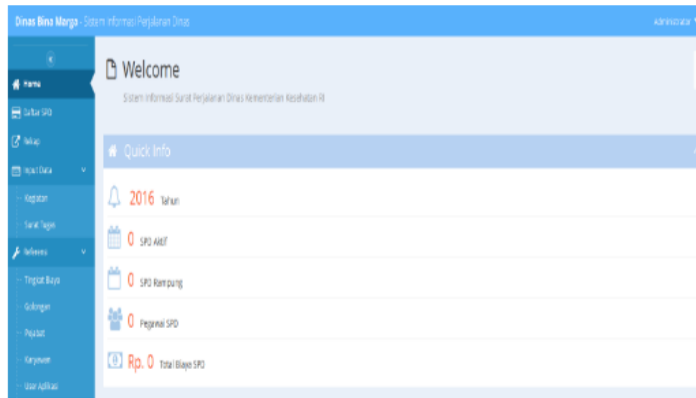 Dinas Bina Marga - Sistem Informasi Perjalanan Dinas
Administrator
Home
Daftar SPD
Rekap
Input Data
Kegiatan
Surat Tugas
Referensi
Tingkat Biaya
Golongan
Pejabat
Karyawan
User Aplikasi
Welcome
Sistem Informasi Surat Perjalanan Dinas Kementerian Kesehatan RI
Quick Info
2016 Tahun
0 SPD Aktif
0 SPD Rampung
0 Pegawai SPD
Rp. 0 Total Biaya SPD